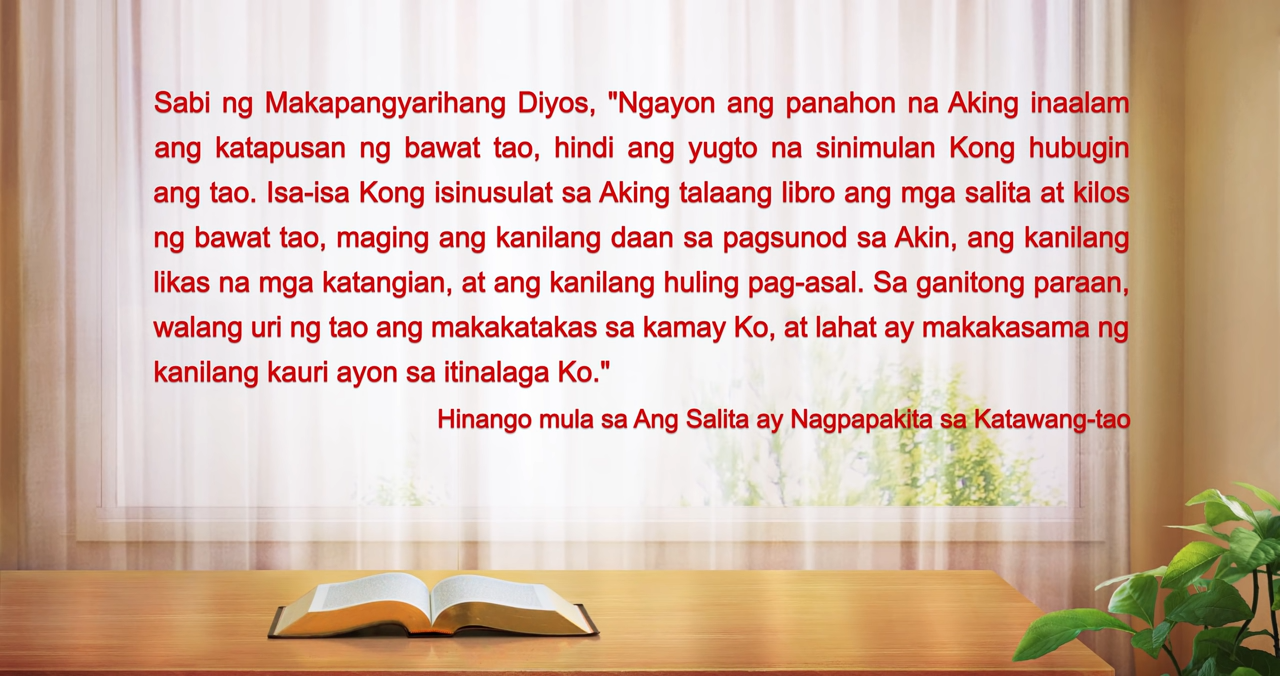 Sabi ng Makapangyarihang Diyos, "Ngayon ang panahon na Aking inaalam
ang katapusan ng bawat tao, hindi ang yugto na sinimulan Kong hubugin
ang tao. Isa-isa Kong isinusulat sa Aking talaang libro ang mga salita at kilos
ng bawat tao, maging ang kanilang daan sa pagsunod sa Akin, ang kanilang
likas na mga katangian, at ang kanilang huling pag-asal. Sa ganitong paraan,
walang uri ng tao ang makakatakas sa kamay Ko, at lahat ay makakasama ng
kanilang kauri ayon sa itinalaga Ko."
Hinango mula sa Ang Salita ay Nagpapakita sa Katawang-tao